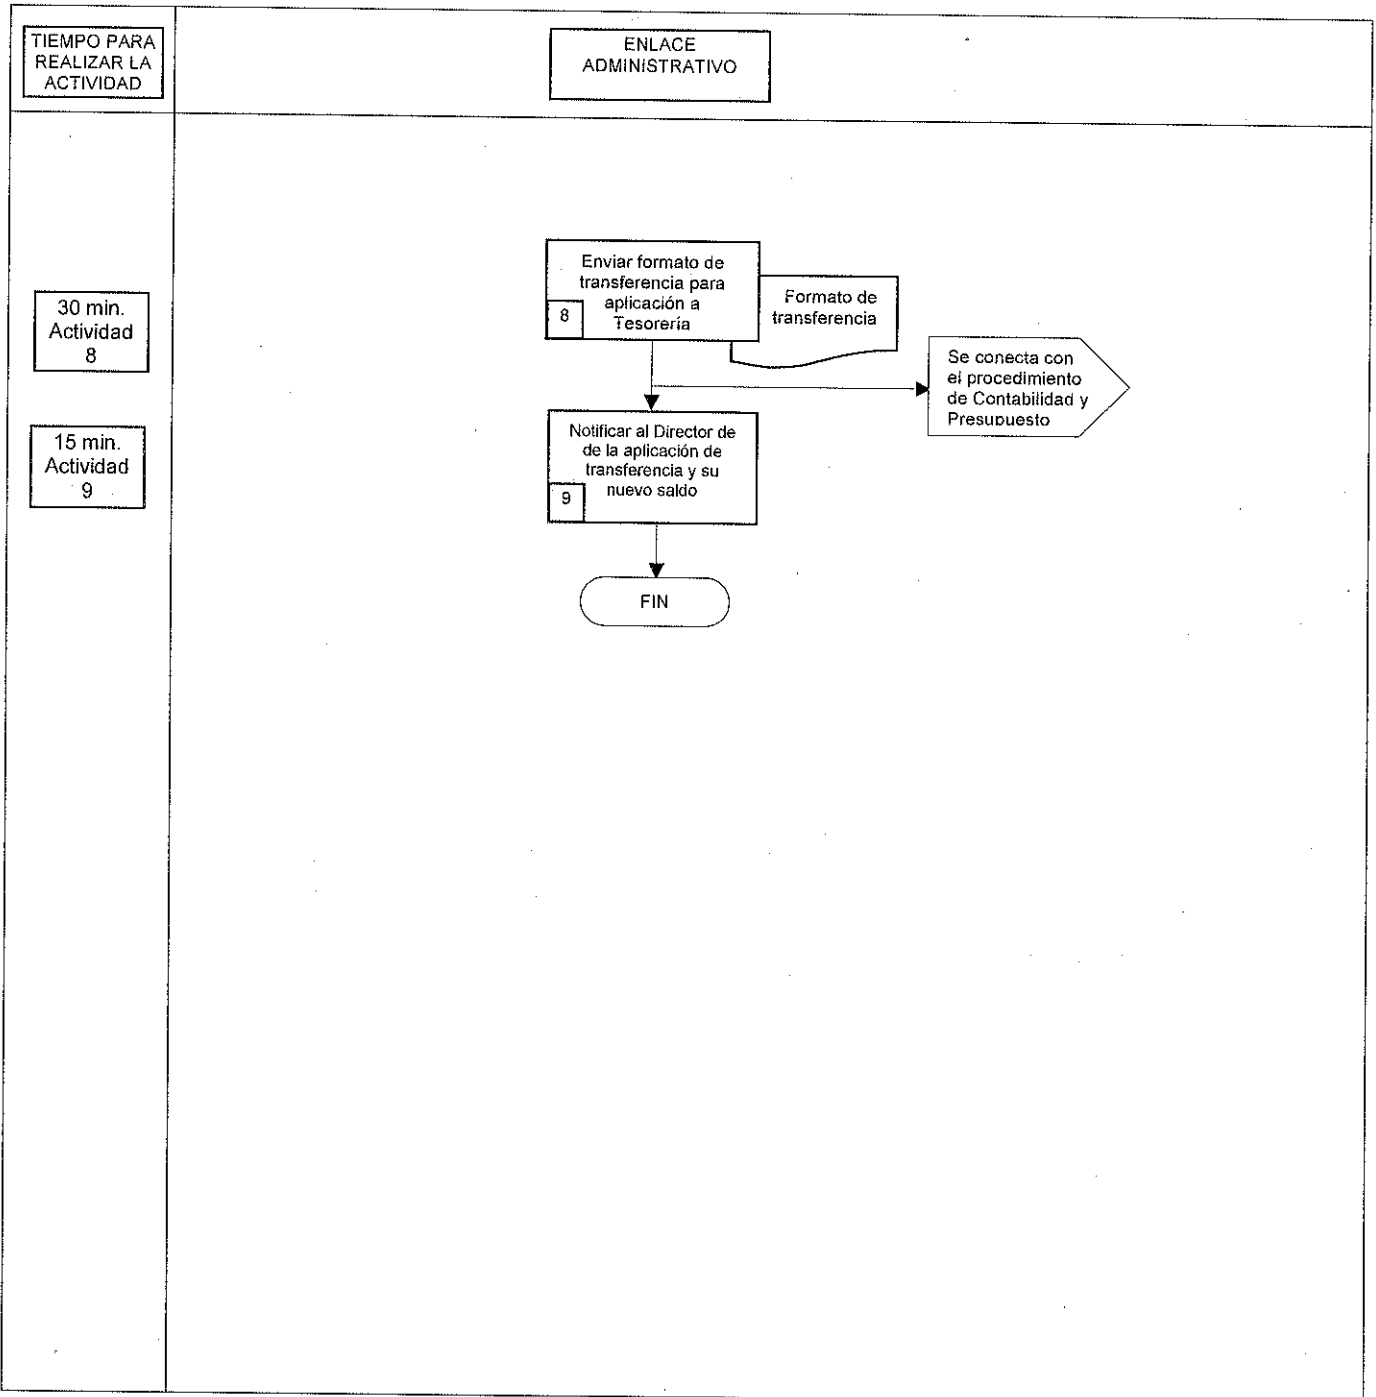 TIEMPO PARA
REALIZAR LA
ACTIVIDAD
ENLACE
ADMINISTRATIVO
30 min.
Actividad
8
Enviar formato de
transferencia para
aplicación a
Tesorería
8
Formato de
transferencia
Se conecta con
el procedimiento
de Contabilidad y
Presupuesto
15 min.
Actividad
9
Notificar al Director de
de la aplicación de
transferencia y su
nuevo saldo
9
FIN